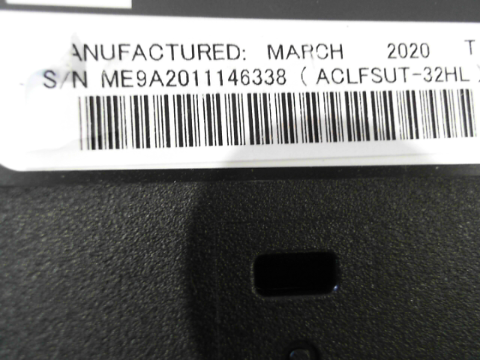 ANUFACTURED: MARCH 2020 T
S/N ME9A2011146338 ( ACLFSUT-32HL )